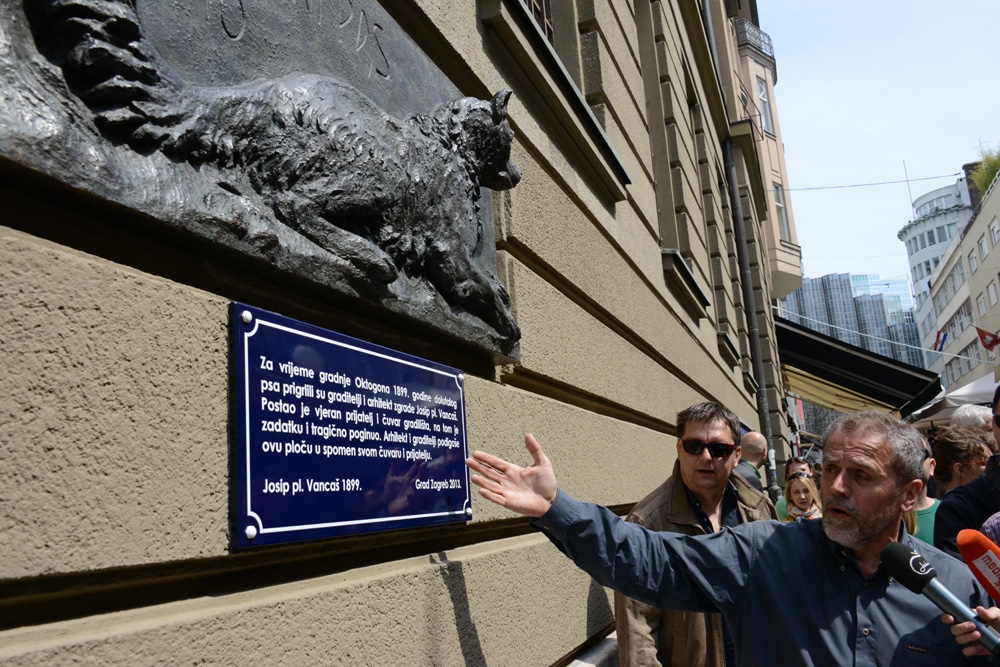 Za vrijeme gradnje Oktogona 1899. godine dolutalog
psa prigrlili su graditelji i arhitekt zgrade Josip pl. Vancaš.
Postao je vjeran prijatelj i čuvar gradilišta, na tom je
zadatku i tragično poginuo. Arhitekt i graditelji podigoše
ovu ploču u spomen svom čuvaru i prijatelju.
Josip pl. Vancaš 1899.
Grad Zagreb 2013.